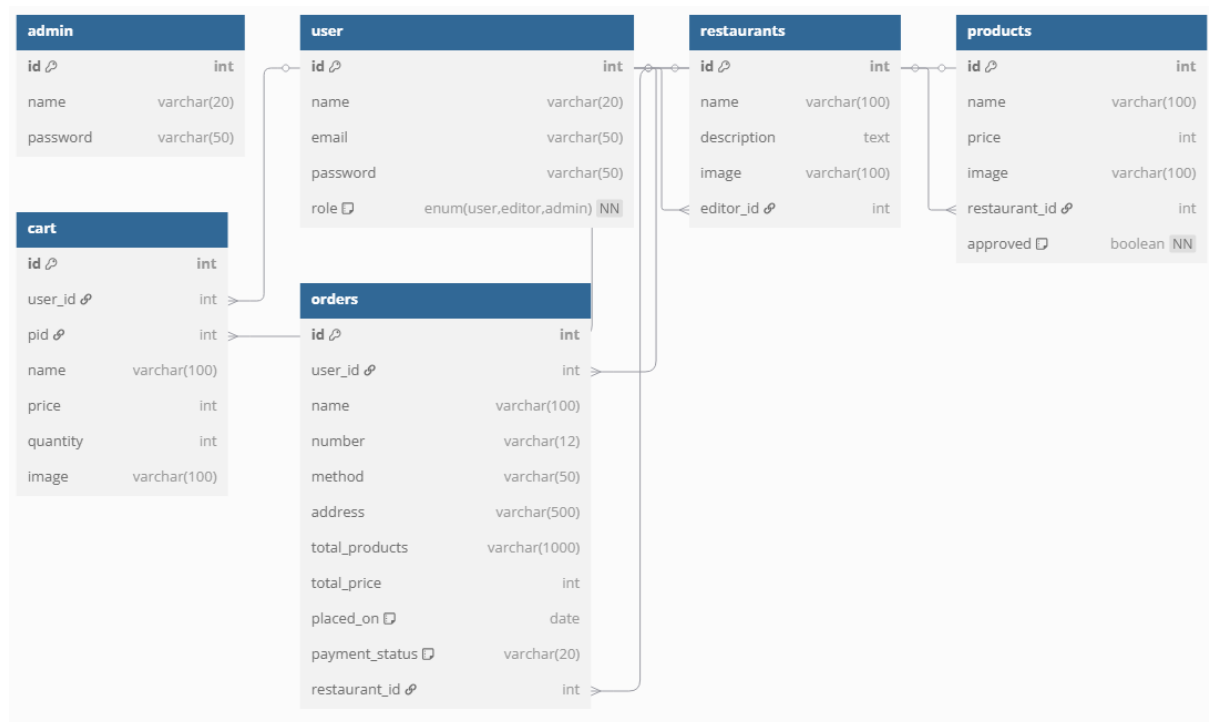 admin
id int
name varchar(20)
password varchar(50)
user
id int
name varchar(20)
email varchar(50)
password varchar(50)
role enum(user,editor,admin) NN
restaurants
id int
name varchar(100)
description text
image varchar(100)
editor_id int
products
id int
name varchar(100)
price int
image varchar(100)
restaurant_id int
approved boolean NN
cart
id int
user_id int
pid int
name varchar(100)
price int
quantity int
image varchar(100)
orders
id int
user_id int
name varchar(100)
number varchar(12)
method varchar(50)
address varchar(500)
total_products varchar(1000)
total_price int
placed_on date
payment_status varchar(20)
restaurant_id int